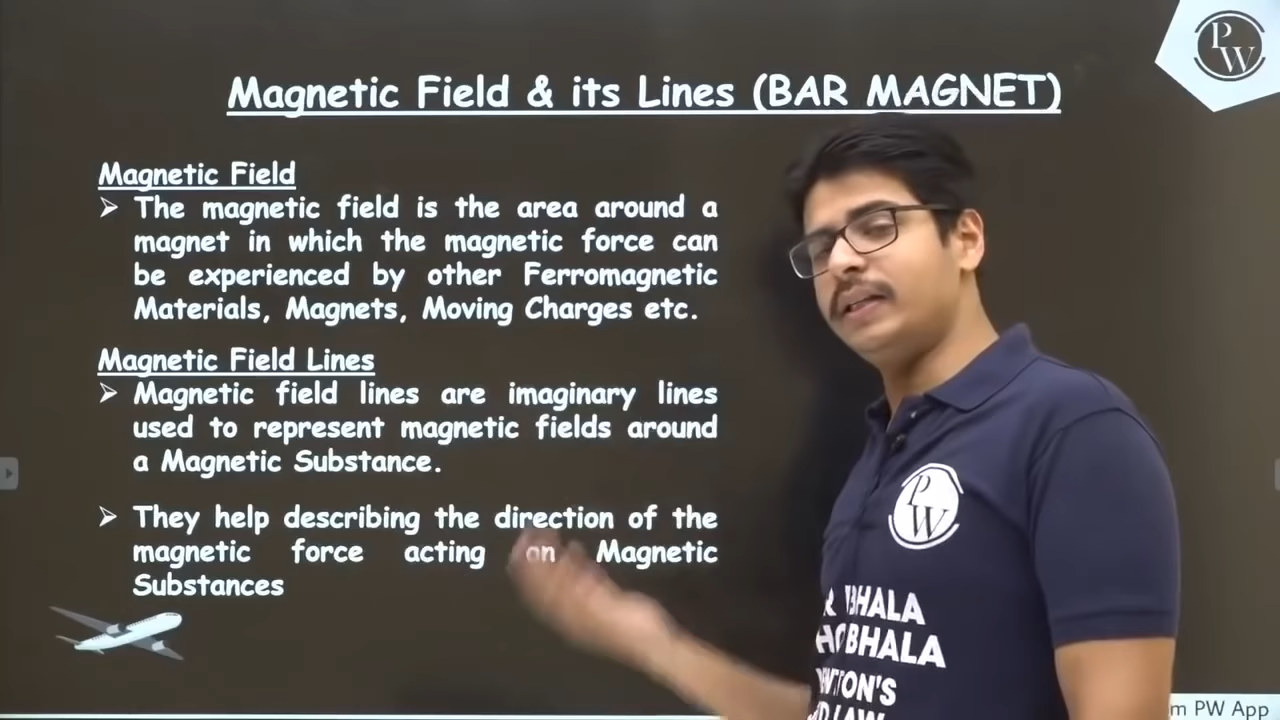 P
W
Magnetic Field & its Lines (BAR MAGNET)
Magnetic Field
➢ The magnetic field is the area around a
magnet in which the magnetic force can
be experienced by other Ferromagnetic
Materials, Magnets, Moving Charges etc.
Magnetic Field Lines
➢ Magnetic field lines are imaginary lines
used to represent magnetic fields around
a Magnetic Substance.
➢ They help describing the direction of the
magnetic force acting on Magnetic
Substances
P
W
BHALA
BHALA
PW App